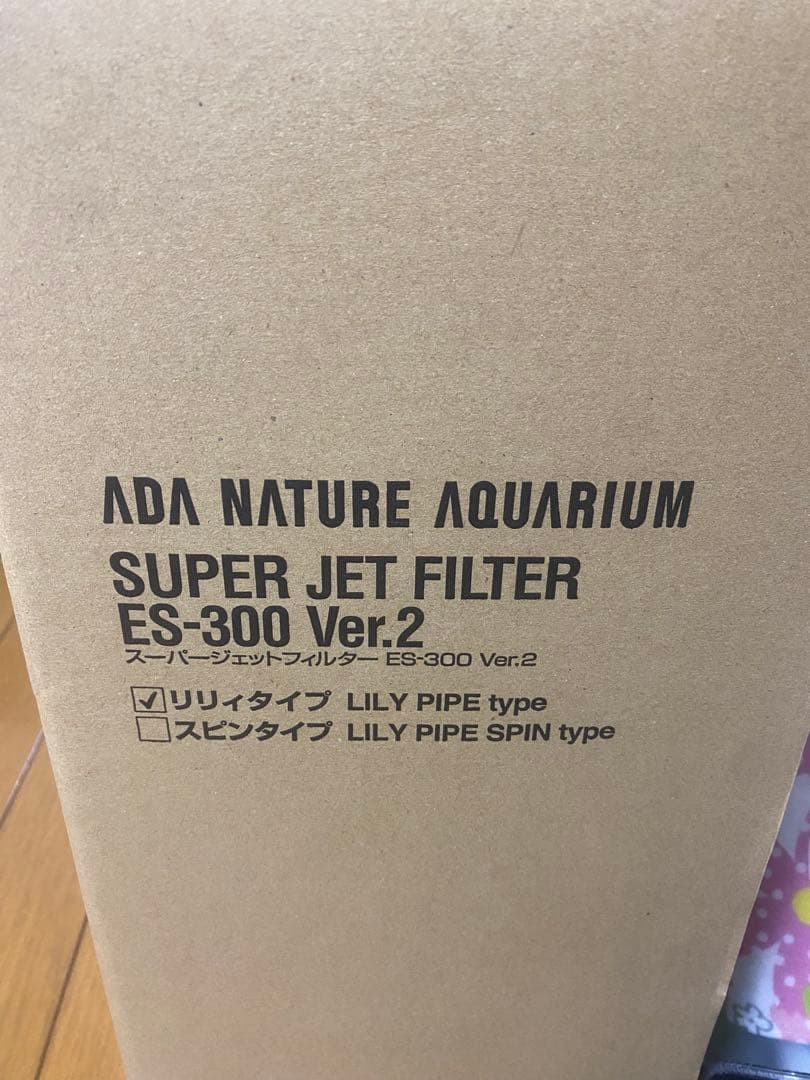 ADA NATURE AQUARIUM
SUPER JET FILTER
ES-300 Ver.2
スーパージェットフィルター ES-300 Ver.2
☑リリィタイプ LILY PIPE type
☐スピンタイプ LILY PIPE SPIN type